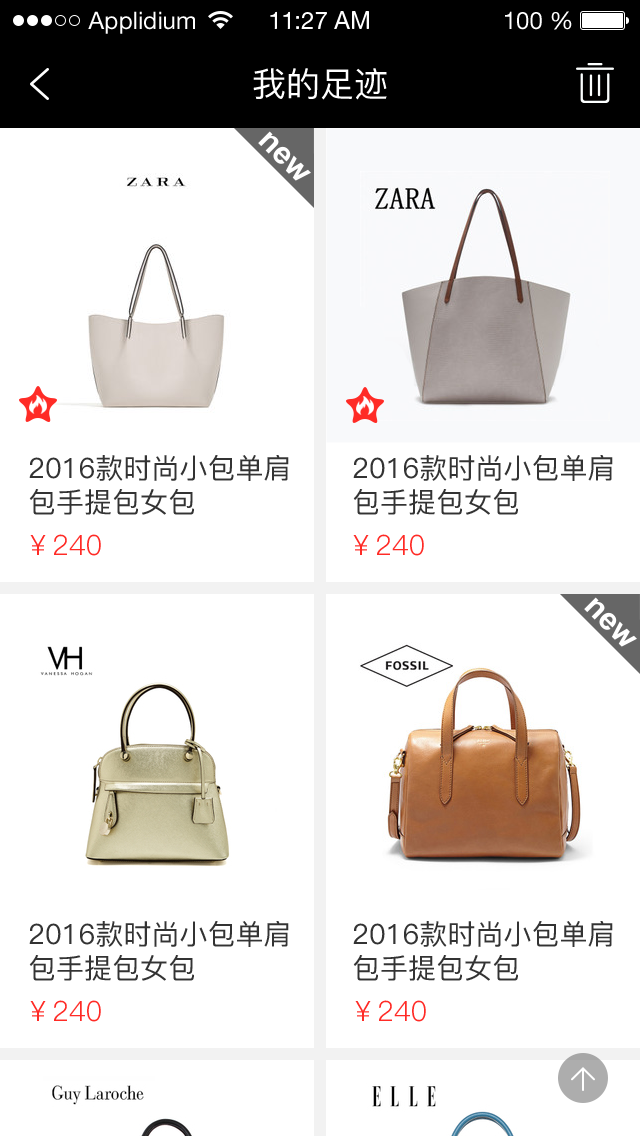 Applidium 11:27 AM 100 %
我的足迹
new
ZARA
ZARA
2016款时尚小包单肩
包手提包女包
¥ 240
2016款时尚小包单肩
包手提包女包
¥ 240
new
VH
VANESSA HOGAN
FOSSIL
2016款时尚小包单肩
包手提包女包
¥ 240
2016款时尚小包单肩
包手提包女包
¥ 240
Guy Laroche
ELLE